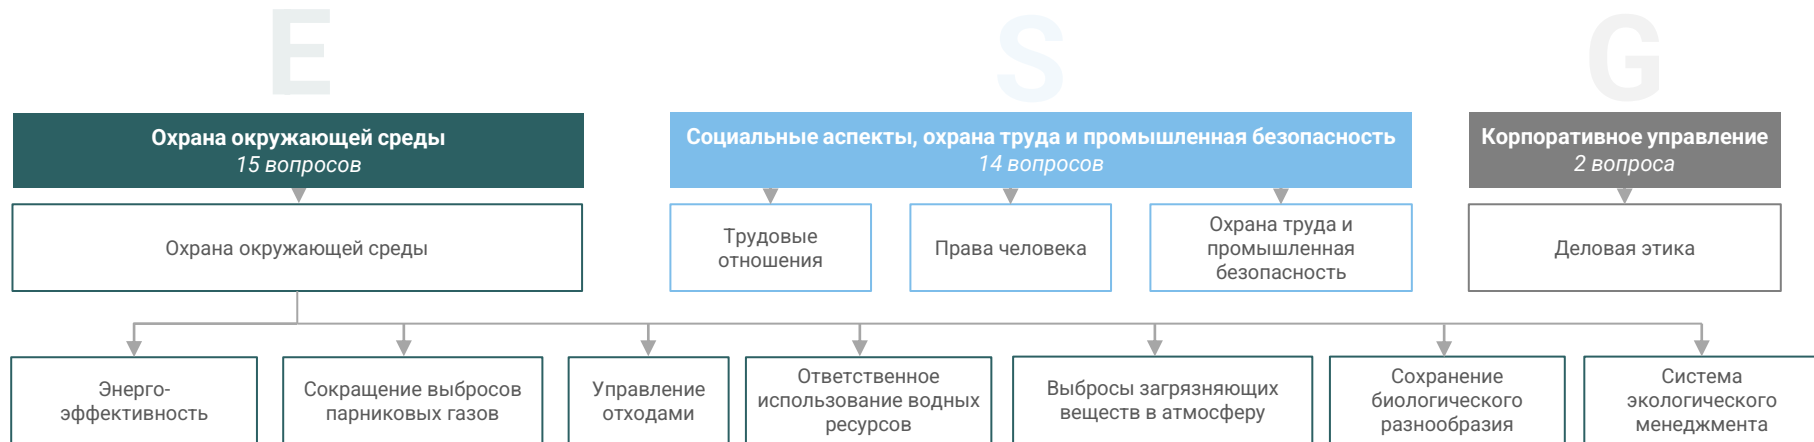 E
S
G
Охрана окружающей среды
15 вопросов
Социальные аспекты, охрана труда и промышленная безопасность
14 вопросов
Корпоративное управление
2 вопроса
Охрана окружающей среды
Трудовые
отношения
Права человека
Охрана труда и
промышленная
безопасность
Деловая этика
Энерго-
эффективность
Сокращение выбросов
парниковых газов
Управление
отходами
Ответственное
использование водных
ресурсов
Выбросы загрязняющих
веществ в атмосферу
Сохранение
биологического
разнообразия
Система
экологического
менеджмента